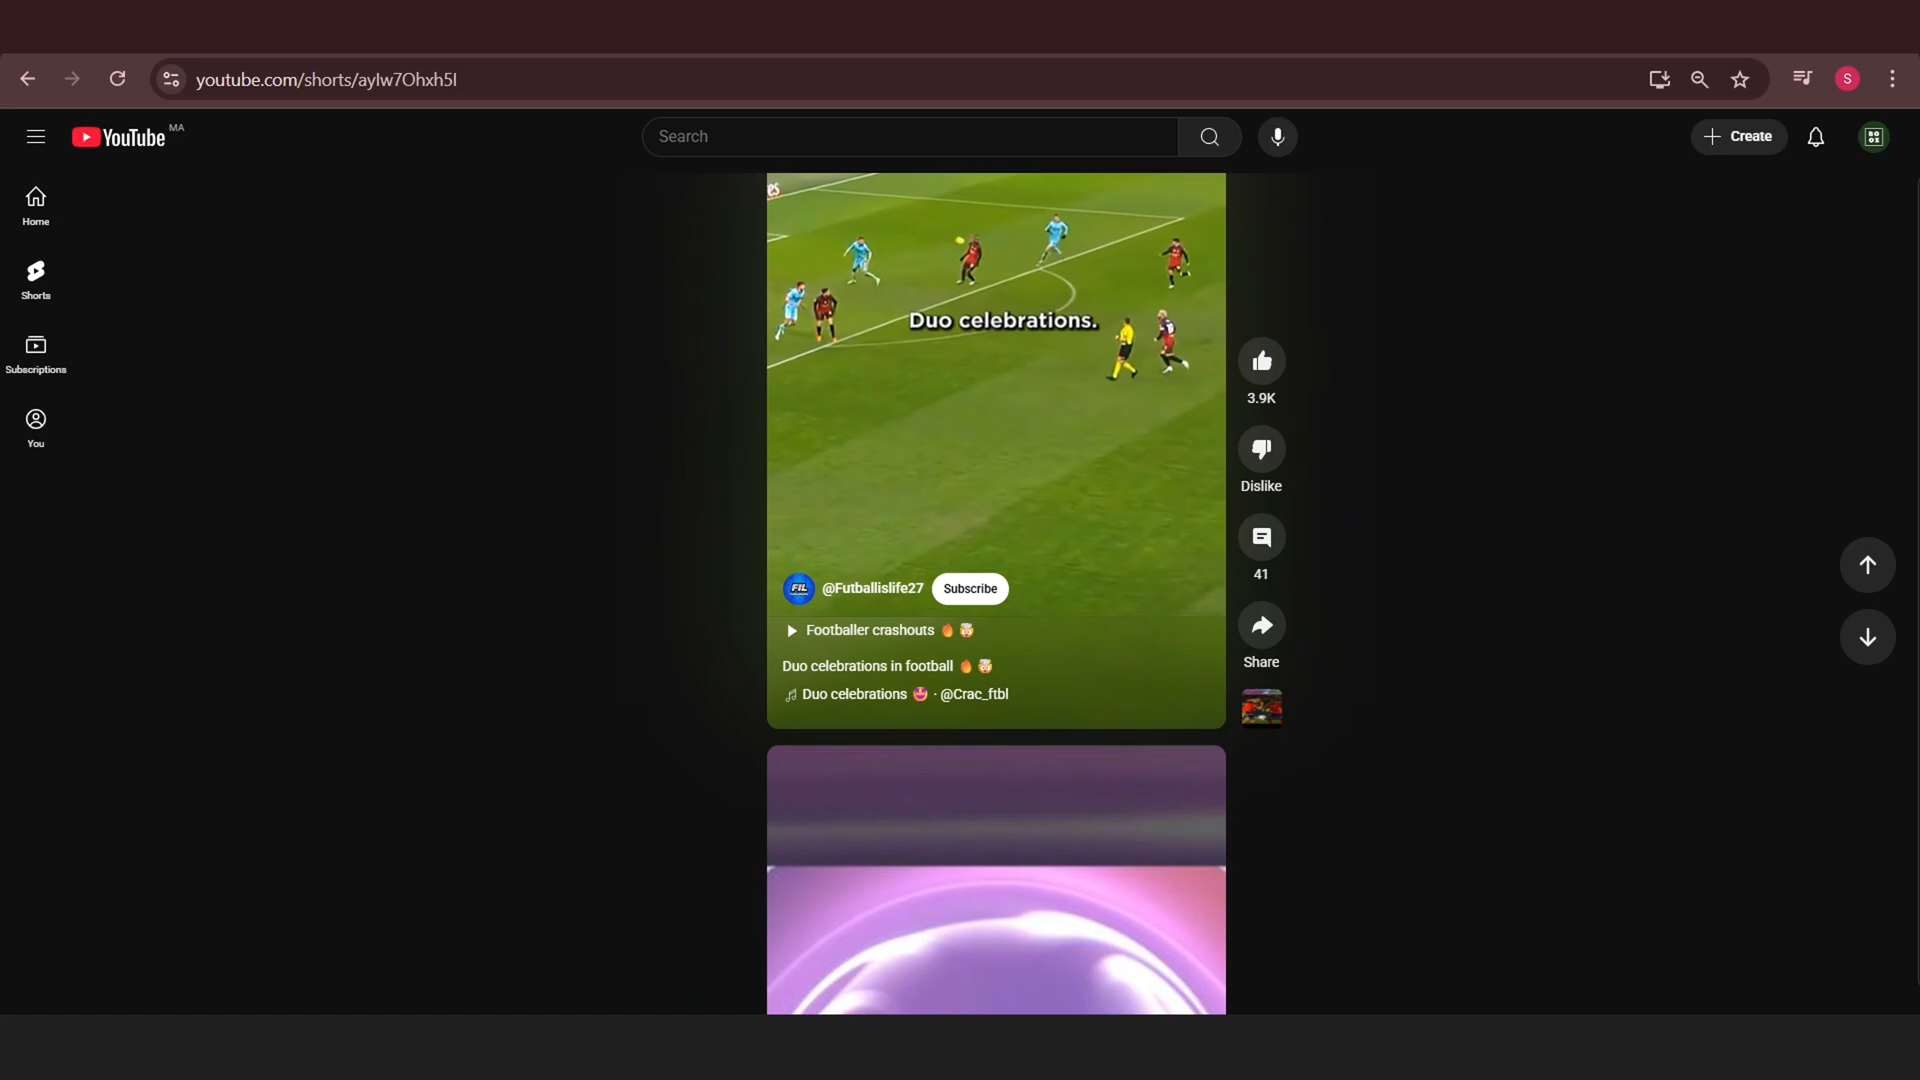 youtube.com/shorts/aylw7Ohxh5I
S
YouTube MA
Search
Create
Home
Shorts
Subscriptions
You
Duo celebrations.
3.9K
Dislike
41
Share
FIL
@Futballislife27
Subscribe
Footballer crashouts 🔥 🤯
Duo celebrations in football 🔥 🤯
Duo celebrations 🤩 · @Crac_ftbl